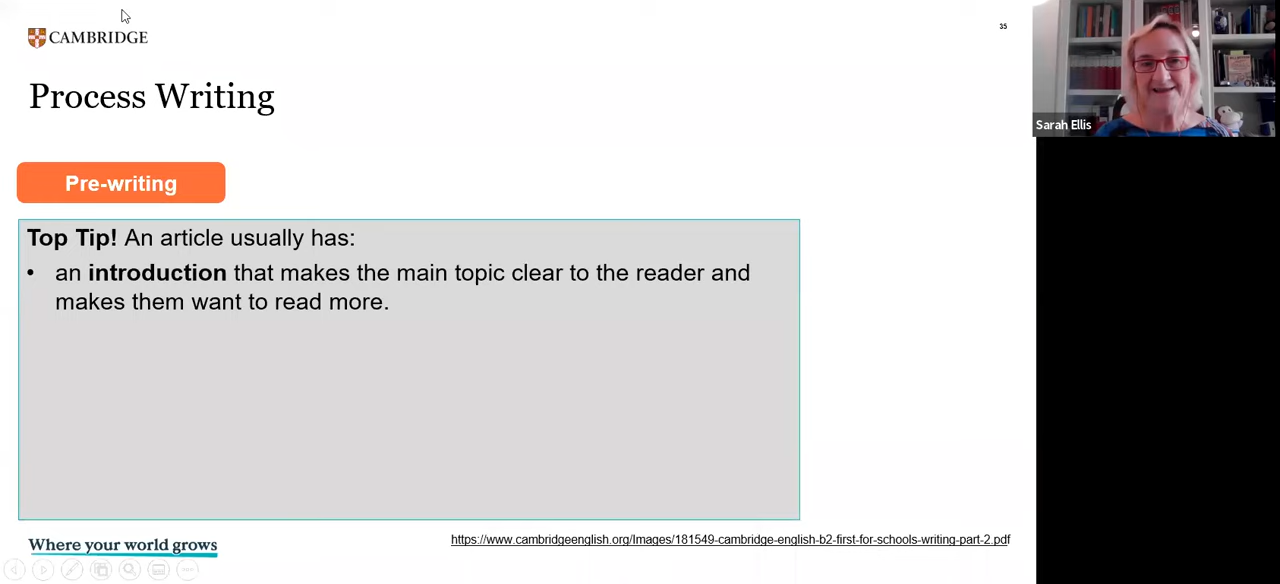 35
CAMBRIDGE
Process Writing
Sarah Ellis
Pre-writing
Top Tip! An article usually has:
• an introduction that makes the main topic clear to the reader and
makes them want to read more.
Where your world grows
https://www.cambridgeenglish.org/Images/181549-cambridge-english-b2-first-for-schools-writing-part-2.pdf